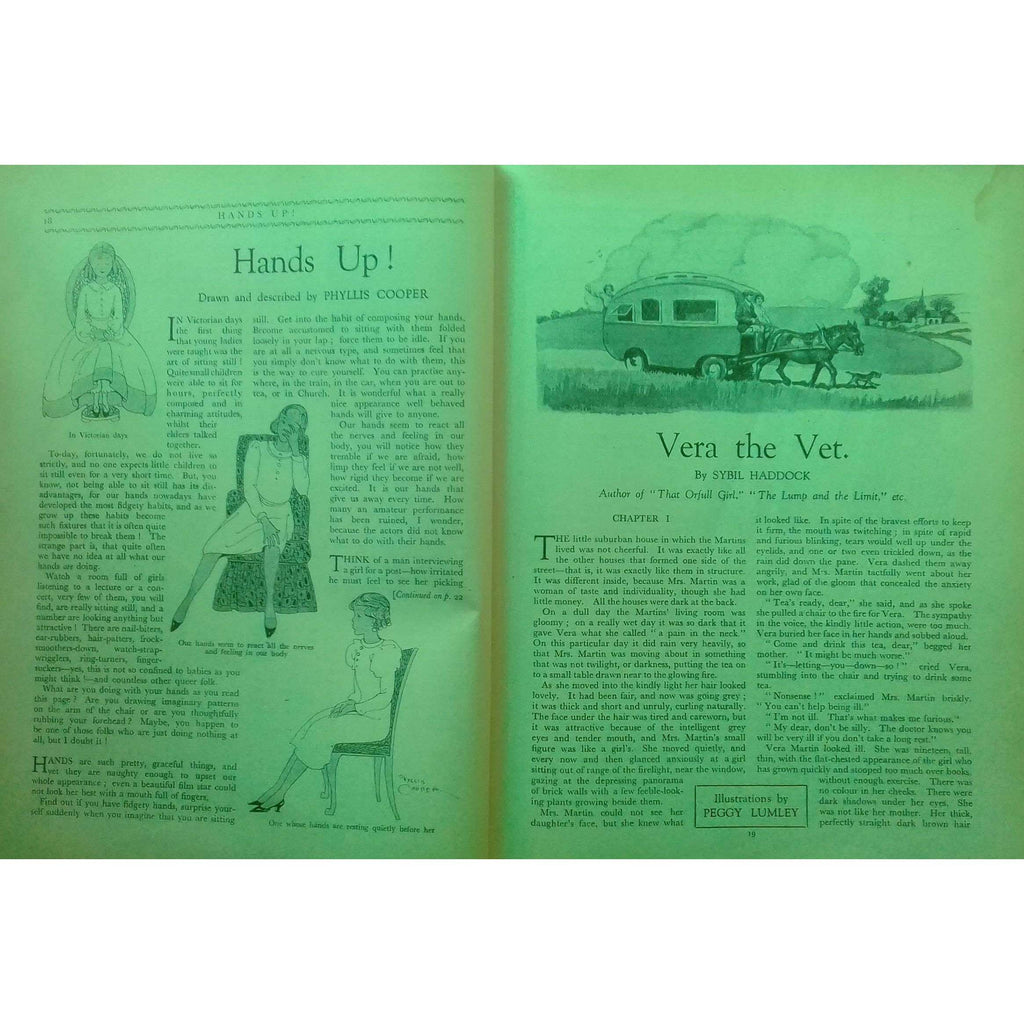 18
HANDS UP!
Hands Up!
Drawn and described by PHYLLIS COOPER
In Victorian days
IN Victorian days
the first thing
that young ladies
were taught was the
art of sitting still!
Quite small children
were able to sit for
hours, perfectly
composed and in
charming attitudes,
whilst their
elders talked
together.
To-day, fortunately, we do not live so
strictly, and no one expects little children to
sit still even for a very short time. But, you
know, not being able to sit still has its dis-
advantages, for our hands nowadays have
developed the most fidgety habits, and as we
grow up these habits become
such fixtures that it is often quite
impossible to break them! The
strange part is, that quite often
we have no idea at all what our
hands are doing.
Watch a room full of girls
listening to a lecture or a con-
cert, very few of them, you will
find, are really sitting still, and a
number are looking anything but
attractive! There are nail-biters,
ear-rubbers, hair-patters, frock-
smoothers-down, watch-strap-
wrigglers, ring-turners, finger-
suckers—yes, this is not so confined to babies as you
might think!—and countless other queer folk.
What are you doing with your hands as you read
this page? Are you drawing imaginary patterns
on the arm of the chair or are you thoughtfully
rubbing your forehead? Maybe, you happen to
be one of those folks who are just doing nothing at
all, but I doubt it!
HANDS are such pretty, graceful things, and
yet they are naughty enough to upset our
whole appearance; even a beautiful film star could
not look her best with a mouth full of fingers.
Find out if you have fidgety hands, surprise your-
self suddenly when you imagine that you are sitting
still. Get into the habit of composing your hands.
Become accustomed to sitting with them folded
loosely in your lap; force them to be idle. If you
are at all a nervous type, and sometimes feel that
you simply don't know what to do with them, this
is the way to cure yourself. You can practise any-
where, in the train, in the car, when you are out to
tea, or in Church. It is wonderful what a really
nice appearance well behaved
hands will give to anyone.
Our hands seem to react all
the nerves and feeling in our
body, you will notice how they
tremble if we are afraid, how
limp they feel if we are not well,
how rigid they become if we are
excited. It is our hands that
give us away every time. How
many an amateur performance
has been ruined, I wonder,
because the actors did not know
what to do with their hands.
THINK of a man interviewing
a girl for a post—how irritated
he must feel to see her picking
[Continued on p. 22
Our hands seem to react all the nerves
and feeling in our body
PHYLLIS
COOPER
One whose hands are resting quietly before her
Vera the Vet.
By SYBIL HADDOCK
Author of "That Orfull Girl." "The Lump and the Limit," etc.
CHAPTER I
THE little suburban house in which the Martins
lived was not cheerful. It was exactly like all
the other houses that formed one side of the
street—that is, it was exactly like them in structure.
It was different inside, because Mrs. Martin was a
woman of taste and individuality, though she had
little money. All the houses were dark at the back.
On a dull day the Martins' living room was
gloomy; on a really wet day it was so dark that it
gave Vera what she called "a pain in the neck."
On this particular day it did rain very heavily, so
that Mrs. Martin was moving about in something
that was not twilight, or darkness, putting the tea on
to a small table drawn near to the glowing fire.
As she moved into the kindly light her hair looked
lovely. It had been fair, and now was going grey;
it was thick and short and unruly, curling naturally.
The face under the hair was tired and careworn, but
it was attractive because of the intelligent grey
eyes and tender mouth, and Mrs. Martin's small
figure was like a girl's. She moved quietly, and
every now and then glanced anxiously at a girl
sitting out of range of the firelight, near the window,
gazing at the depressing panorama
of brick walls with a few feeble-look-
ing plants growing beside them.
Mrs. Martin could not see her
daughter's face, but she knew what
Illustrations by
PEGGY LUMLEY
it looked like. In spite of the bravest efforts to keep
it firm, the mouth was twitching; in spite of rapid
and furious blinking, tears would well up under the
eyelids, and one or two even trickled down, as the
rain did down the pane. Vera dashed them away
angrily, and Mrs. Martin tactfully went about her
work, glad of the gloom that concealed the anxiety
on her own face.
"Tea's ready, dear," she said, and as she spoke
she pulled a chair to the fire for Vera. The sympathy
in the voice, the kindly little action, were too much.
Vera buried her face in her hands and sobbed aloud.
"Come and drink this tea, dear," begged her
mother. "It might be much worse."
"It's—letting—you—down—so!" cried Vera,
stumbling into the chair and trying to drink some
tea.
"Nonsense!" exclaimed Mrs. Martin briskly.
"You can't help being ill."
"I'm not ill. That's what makes me furious."
"My dear, don't be silly. The doctor knows you
will be very ill if you don't take a long rest."
Vera Martin looked ill. She was nineteen, tall,
thin, with the flat-chested appearance of the girl who
has grown quickly and stooped too much over books
without enough exercise. There was
no colour in her cheeks. There were
dark shadows under her eyes. She
was not like her mother. Her thick,
perfectly straight dark brown hair
19